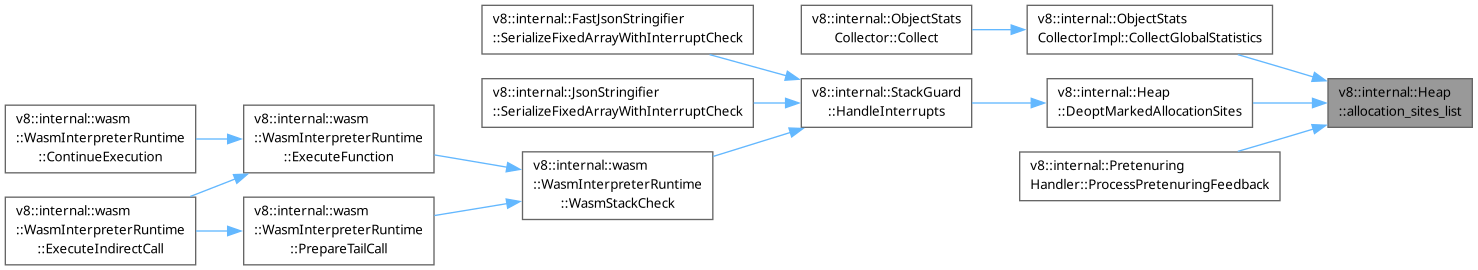 v8::internal::FastJsonStringifier
::SerializeFixedArrayWithInterruptCheck
v8::internal::ObjectStats
Collector::Collect
v8::internal::ObjectStats
CollectorImpl::CollectGlobalStatistics
v8::internal::JsonStringifier
::SerializeFixedArrayWithInterruptCheck
v8::internal::StackGuard
::HandleInterrupts
v8::internal::Heap
::DeoptMarkedAllocationSites
v8::internal::Heap
::allocation_sites_list
v8::internal::wasm
::WasmInterpreterRuntime
::ContinueExecution
v8::internal::wasm
::WasmInterpreterRuntime
::ExecuteFunction
v8::internal::wasm
::WasmInterpreterRuntime
::WasmStackCheck
v8::internal::Pretenuring
Handler::ProcessPretenuringFeedback
v8::internal::wasm
::WasmInterpreterRuntime
::ExecuteIndirectCall
v8::internal::wasm
::WasmInterpreterRuntime
::PrepareTailCall